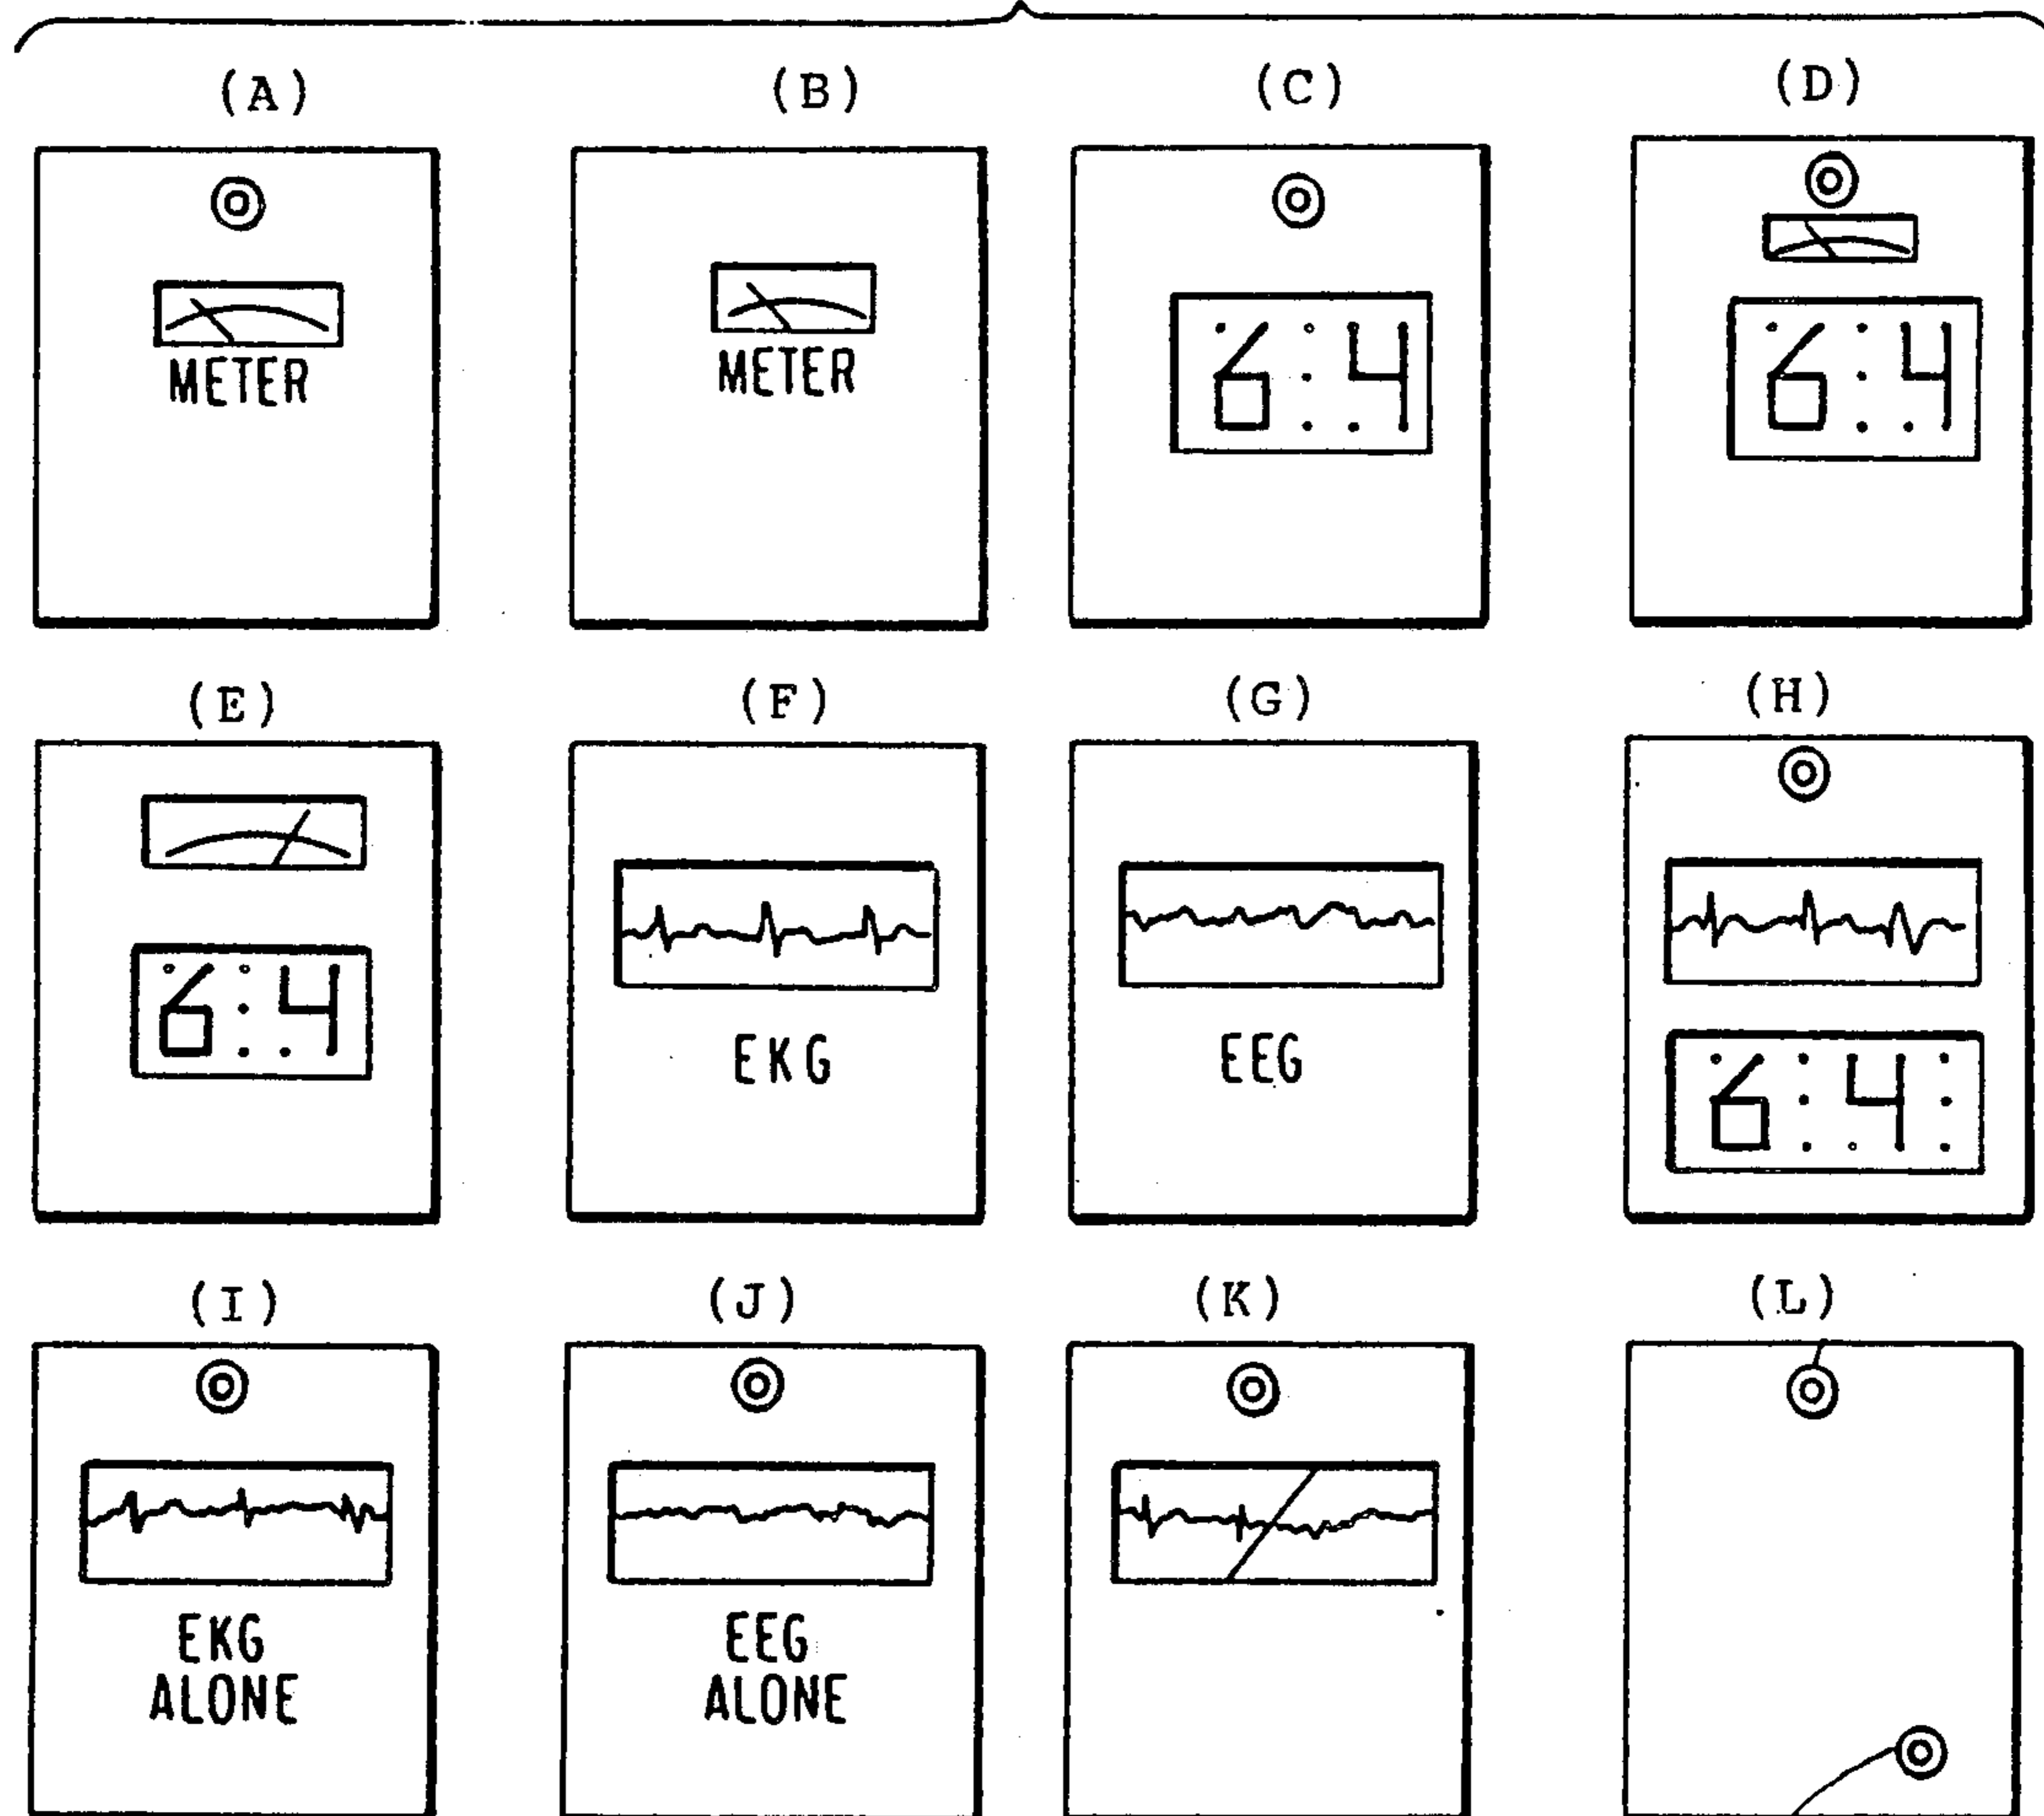 (A) (B) (C) (D)
METER METER 6:4 6:4
(E) (F) (G) (H)
6:4 EKG EEG 6:4:
(I) (J) (K) (L)
EKG EEG
ALONE ALONE